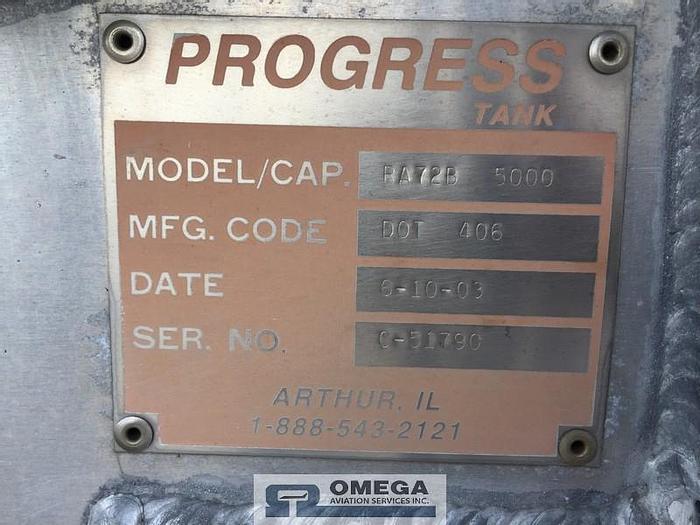 PROGRESS
TANK
MODEL/CAP. RA72B 5000
MFG. CODE DOT 406
DATE 6-10-03
SER. NO. C-51790
ARTHUR, IL
1-888-543-2121
OMEGA
AVIATION SERVICES INC.